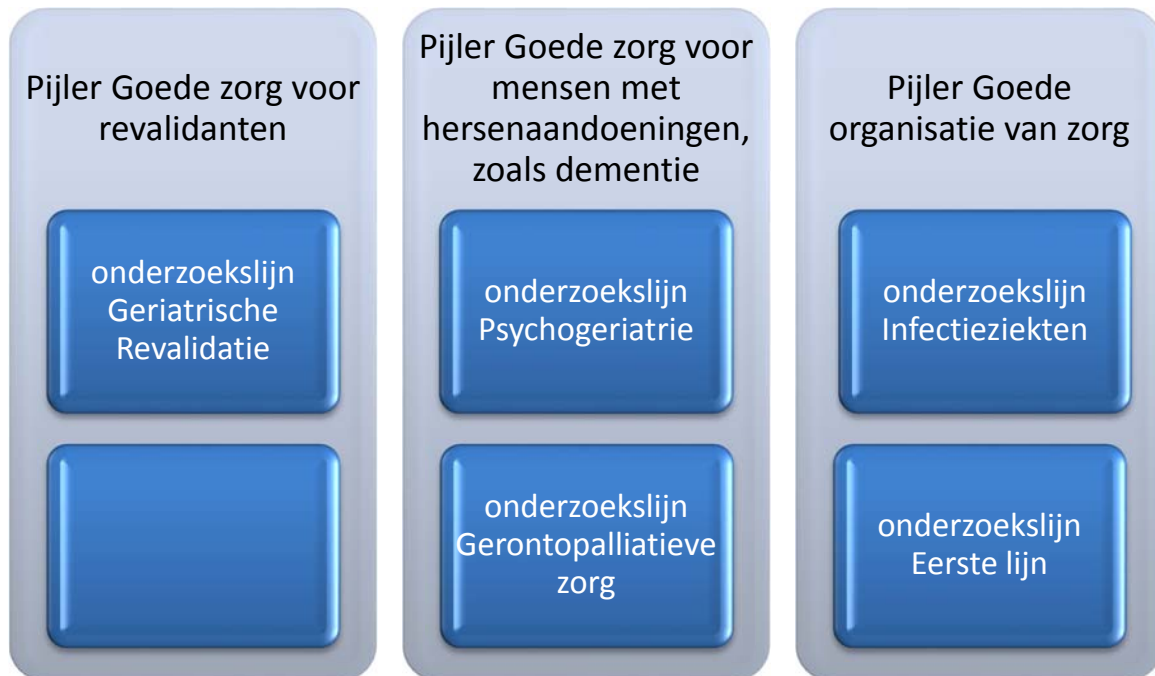 Pijler Goede zorg voor
revalidanten
onderzoekslijn
Geriatrische
Revalidatie
Pijler Goede zorg voor
mensen met
hersenaandoeningen,
zoals dementie
onderzoekslijn
Psychogeriatrie
onderzoekslijn
Gerontopalliatieve
zorg
Pijler Goede
organisatie van zorg
onderzoekslijn
Infectieziekten
onderzoekslijn
Eerste lijn